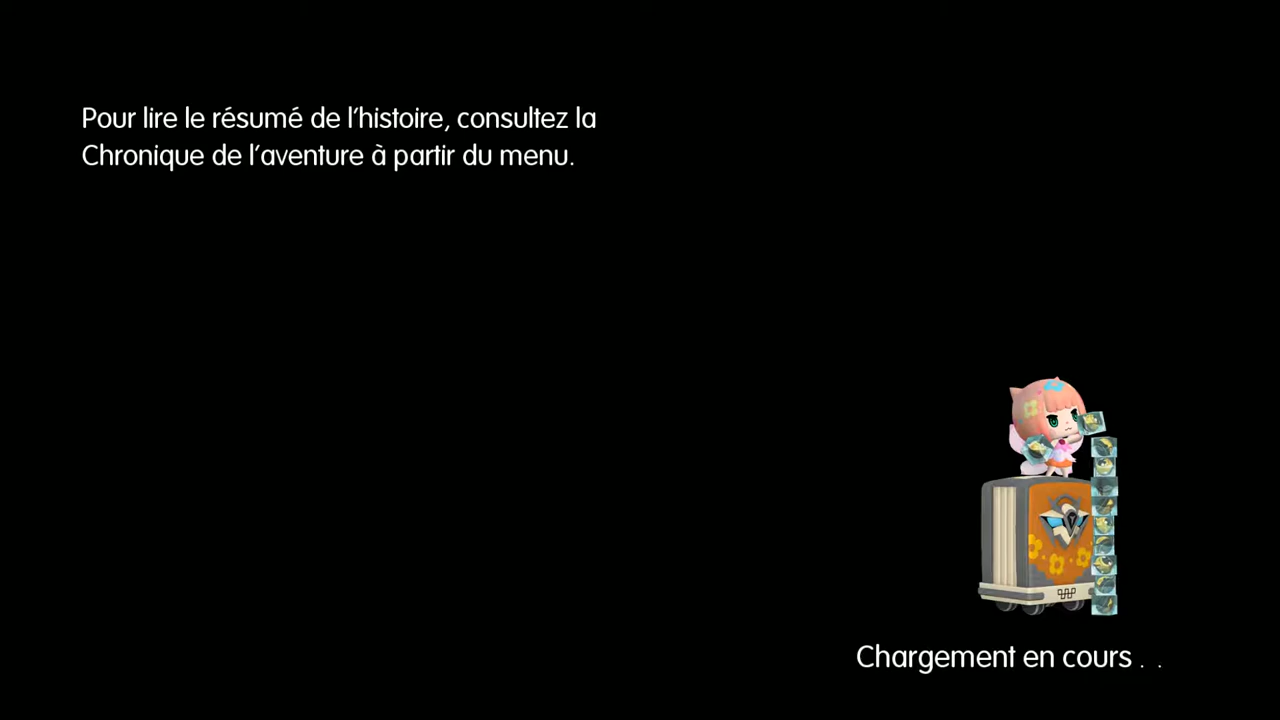 Pour lire le résumé de l'histoire, consultez la
Chronique de l'aventure à partir du menu.
Chargement en cours . .